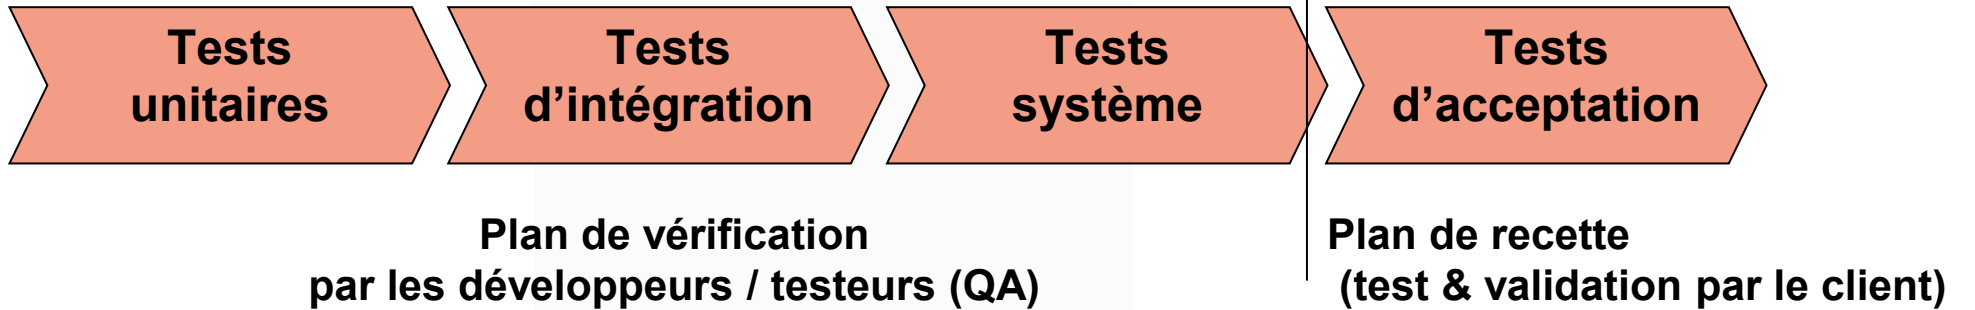 Tests
unitaires
Tests
d’intégration
Tests
système
Tests
d’acceptation
Plan de vérification
par les développeurs / testeurs (QA)
Plan de recette
(test & validation par le client)